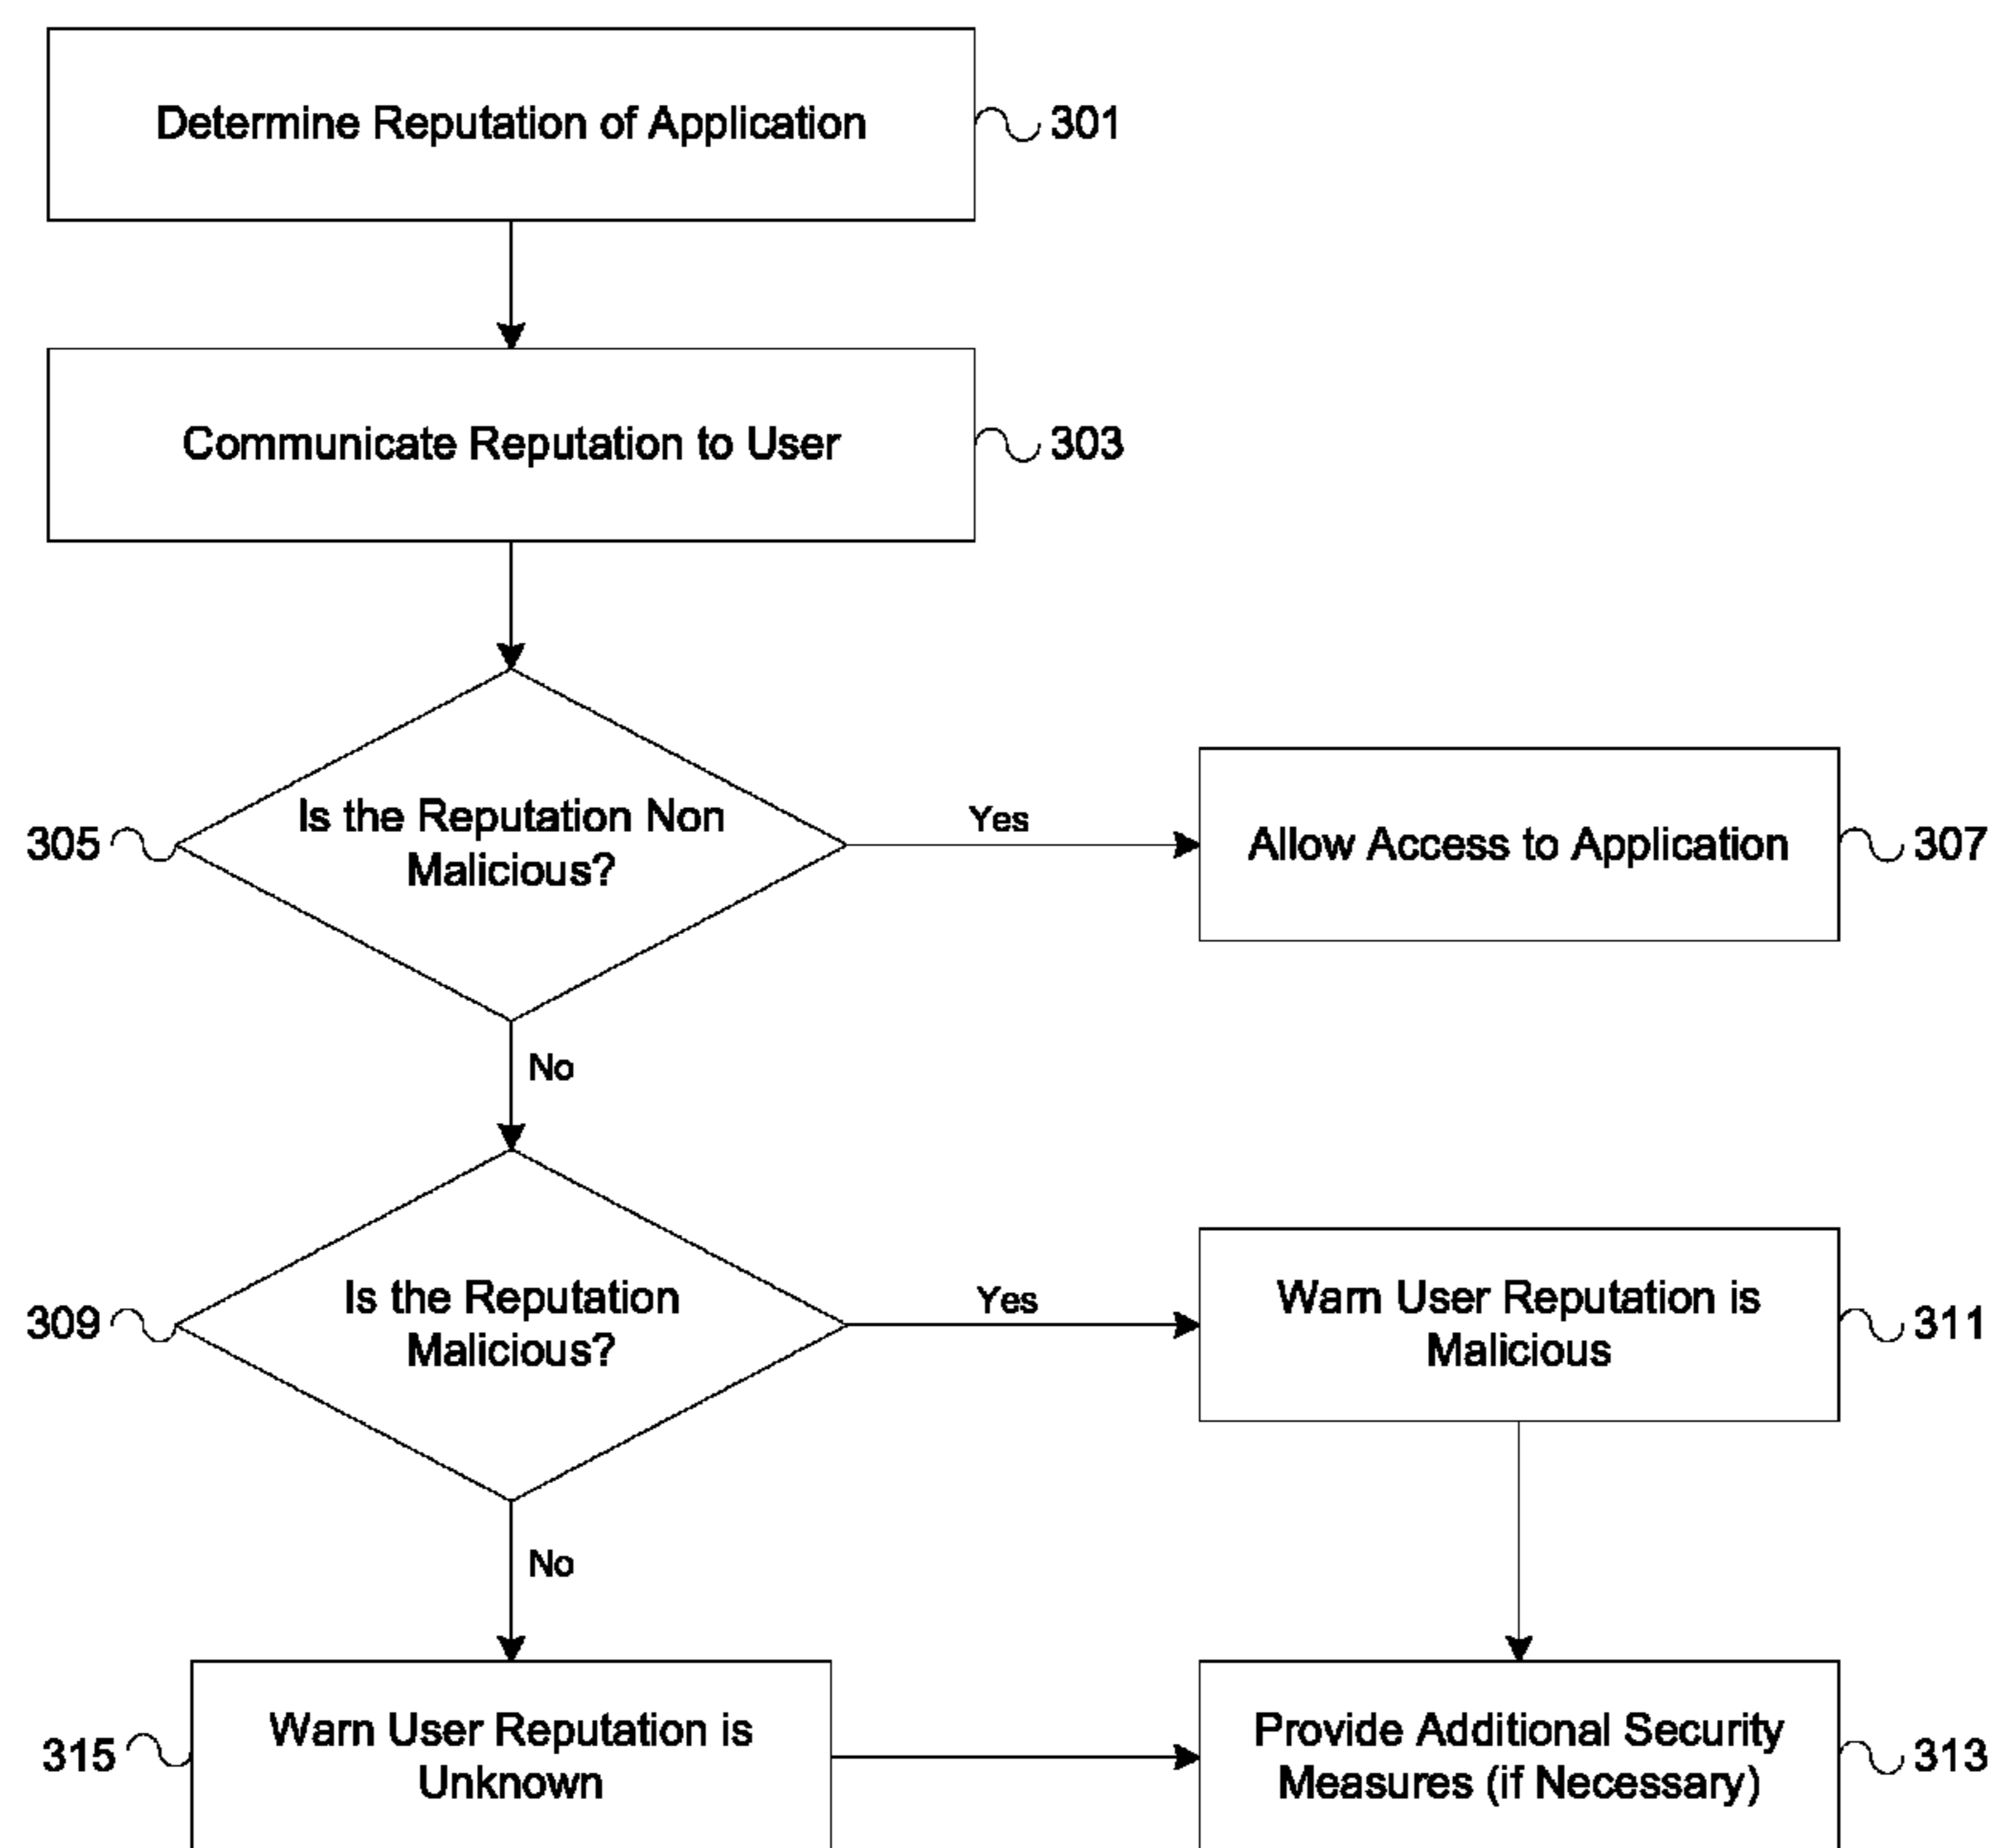 Determine Reputation of Application
301
Communicate Reputation to User
303
Is the Reputation Non
Malicious?
305
Yes
Allow Access to Application
307
No
Is the Reputation
Malicious?
309
Yes
Warn User Reputation is
Malicious
311
No
Warn User Reputation is
Unknown
315
Provide Additional Security
Measures (if Necessary)
313